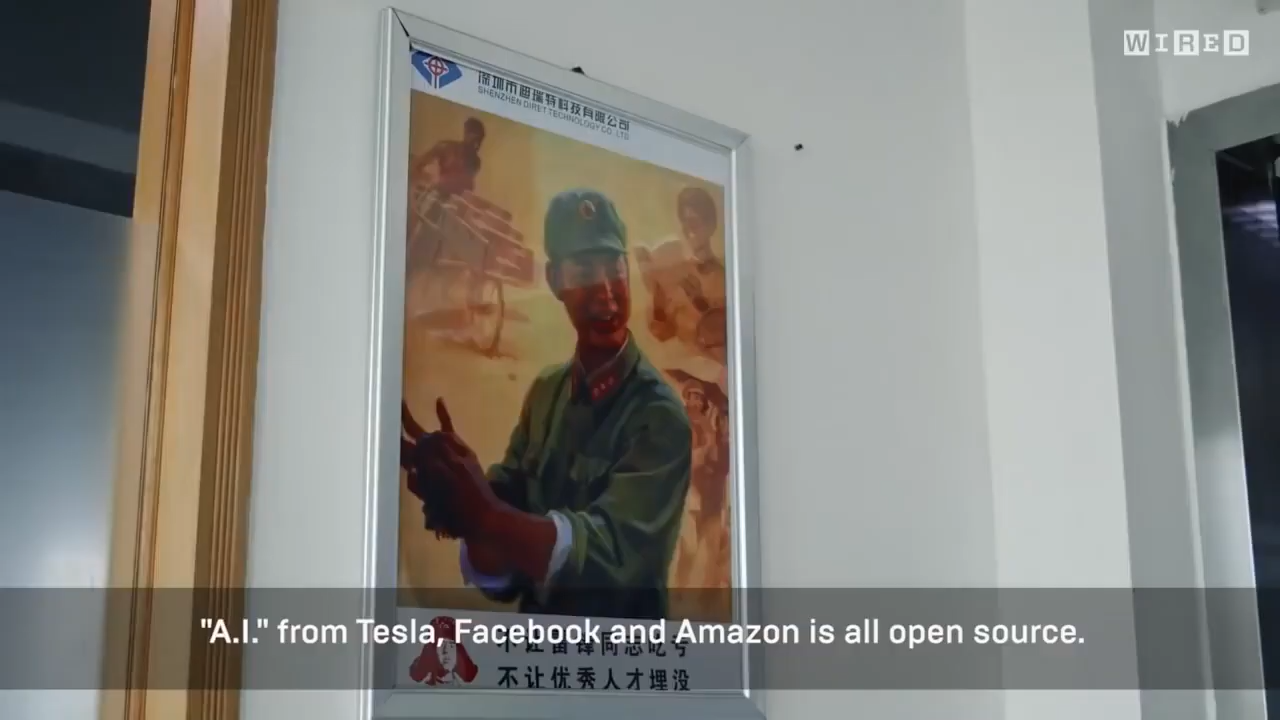 WIRED
深圳市迪瑞特科技有限公司
SHENZHEN DIRET TECHNOLOGY CO., LTD
"A.I." from Tesla, Facebook and Amazon is all open source.
不让雷锋同志吃亏
不让优秀人才埋没